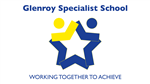 Glenroy Specialist School
WORKING TOGETHER TO ACHIEVE